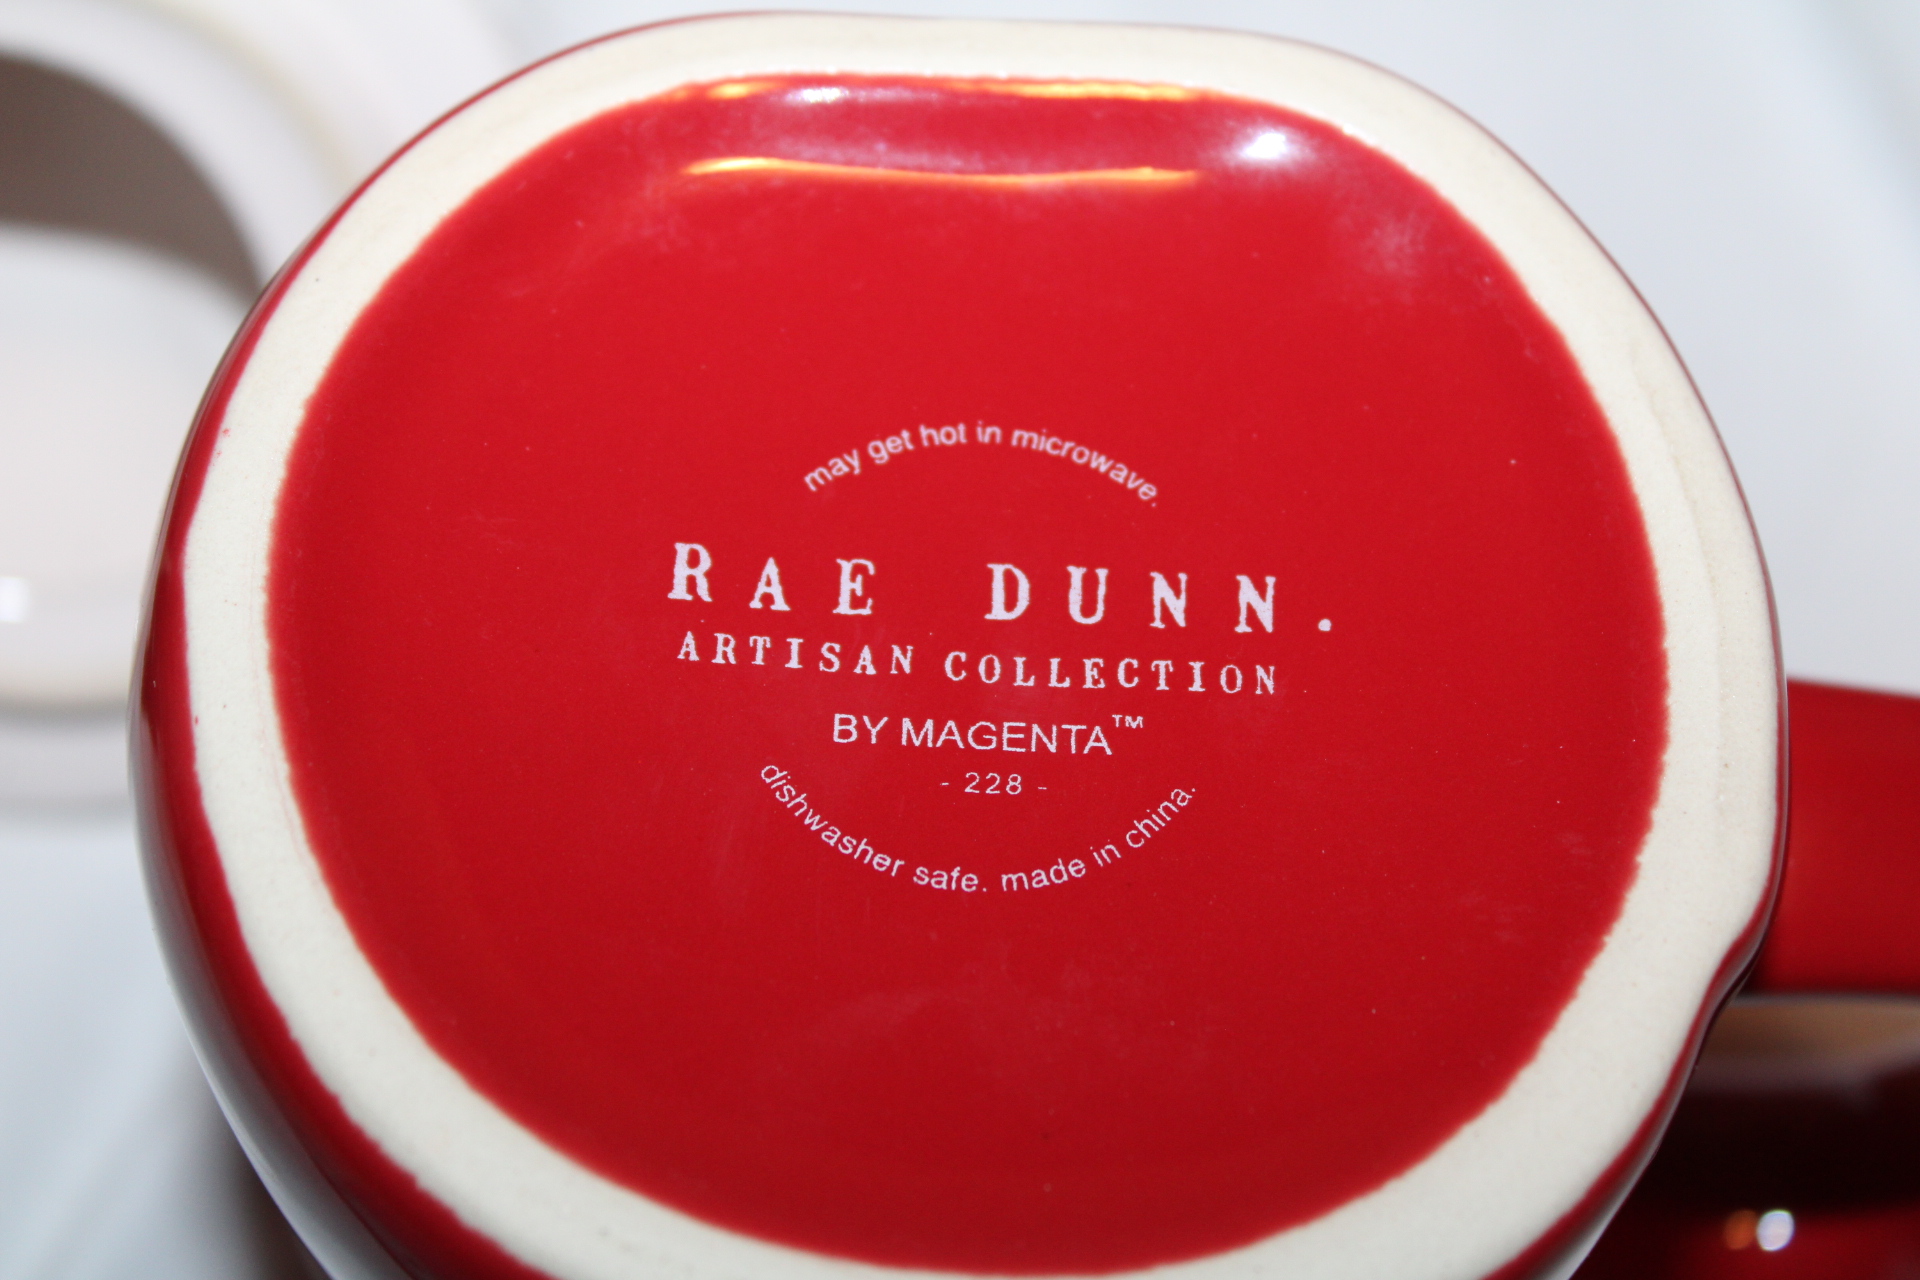 may get hot in microwave.
RAE DUNN.
ARTISAN COLLECTION
BY MAGENTA™
- 228 -
dishwasher safe. made in china.